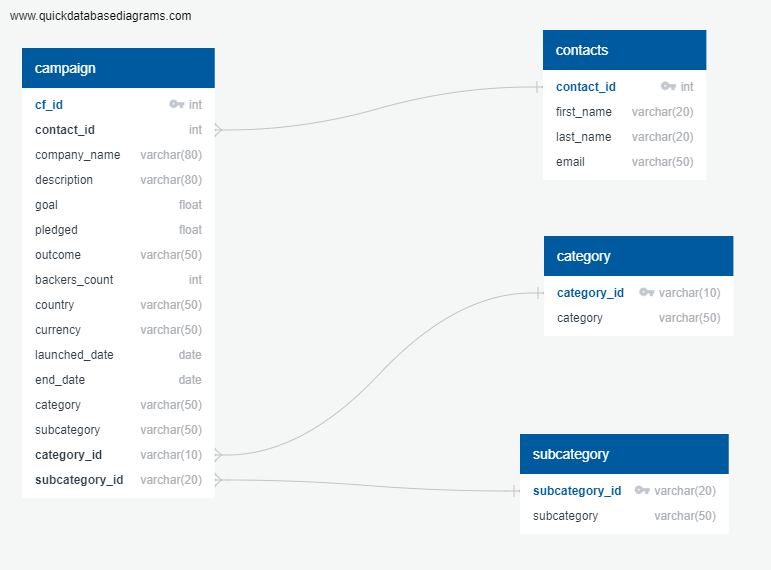 www.quickdatabasediagrams.com
campaign
cf_id int
contact_id int
company_name varchar(80)
description varchar(80)
goal float
pledged float
outcome varchar(50)
backers_count int
country varchar(50)
currency varchar(50)
launched_date date
end_date date
category varchar(50)
subcategory varchar(50)
category_id varchar(10)
subcategory_id varchar(20)
contacts
contact_id int
first_name varchar(20)
last_name varchar(20)
email varchar(50)
category
category_id varchar(10)
category varchar(50)
subcategory
subcategory_id varchar(20)
subcategory varchar(50)